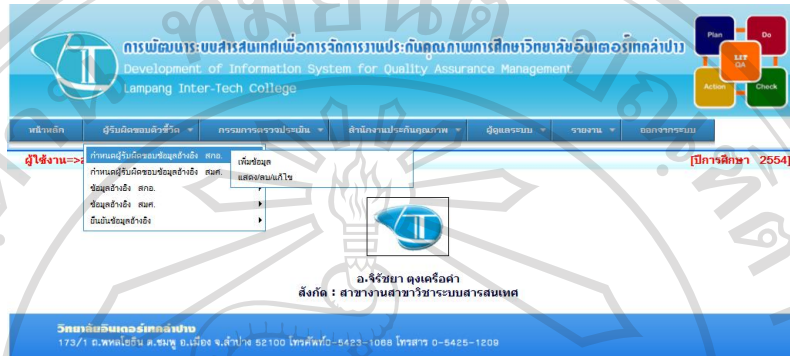 การพัฒนาระบบสารสนเทศเพื่อการจัดการงานประกันคุณภาพการศึกษาวิทยาลัยอินเตอร์เทคลำปาง
Development of Information System for Quality Assurance Management
Lampang Inter-Tech College
Plan Do
LIT QA
Action Check
หน้าหลัก ผู้รับผิดชอบตัวชี้วัด กรรมการตรวจประเมิน สำนักงานประกันคุณภาพ ผู้ดูแลระบบ รายงาน ออกจากระบบ
ผู้ใช้งาน=> [ปีการศึกษา 2554]
กำหนดผู้รับผิดชอบข้อมูลอ้างอิง สกอ.
กำหนดผู้รับผิดชอบข้อมูลอ้างอิง สมศ.
ข้อมูลอ้างอิง สกอ.
ข้อมูลอ้างอิง สมศ.
ยืนยันข้อมูลอ้างอิง
เพิ่มข้อมูล
แสดง/ลบ/แก้ไข
อ.จิรัชยา ดุงเครือคำ
สังกัด : สาขางานสาขาวิชาระบบสารสนเทศ
วิทยาลัยอินเตอร์เทคลำปาง
173/1 ถ.พหลโยธิน ต.ชมพู อ.เมือง จ.ลำปาง 52100 โทรศัพท์0-5423-1068 โทรสาร 0-5425-1209